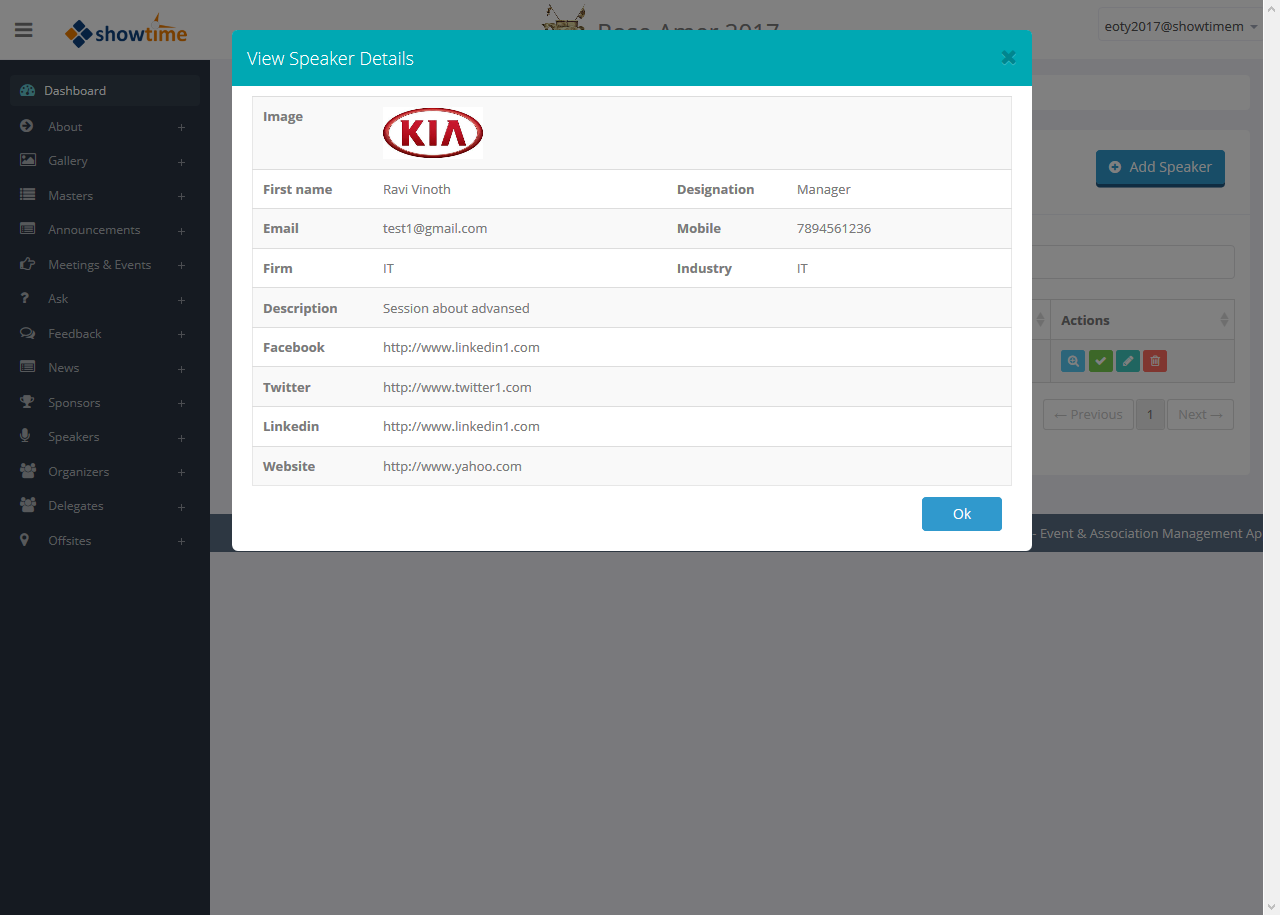 showtime
eoty2017@showtimem
View Speaker Details
Dashboard
About
Gallery
Masters
Announcements
Meetings & Events
Ask
Feedback
News
Sponsors
Speakers
Organizers
Delegates
Offsites
Image
KIA
First name Ravi Vinoth Designation Manager
Email test1@gmail.com Mobile 7894561236
Firm IT Industry IT
Description Session about advansed
Facebook http://www.linkedin1.com
Twitter http://www.twitter1.com
Linkedin http://www.linkedin1.com
Website http://www.yahoo.com
Ok
Add Speaker
Actions
← Previous 1 Next →
- Event & Association Management Ap